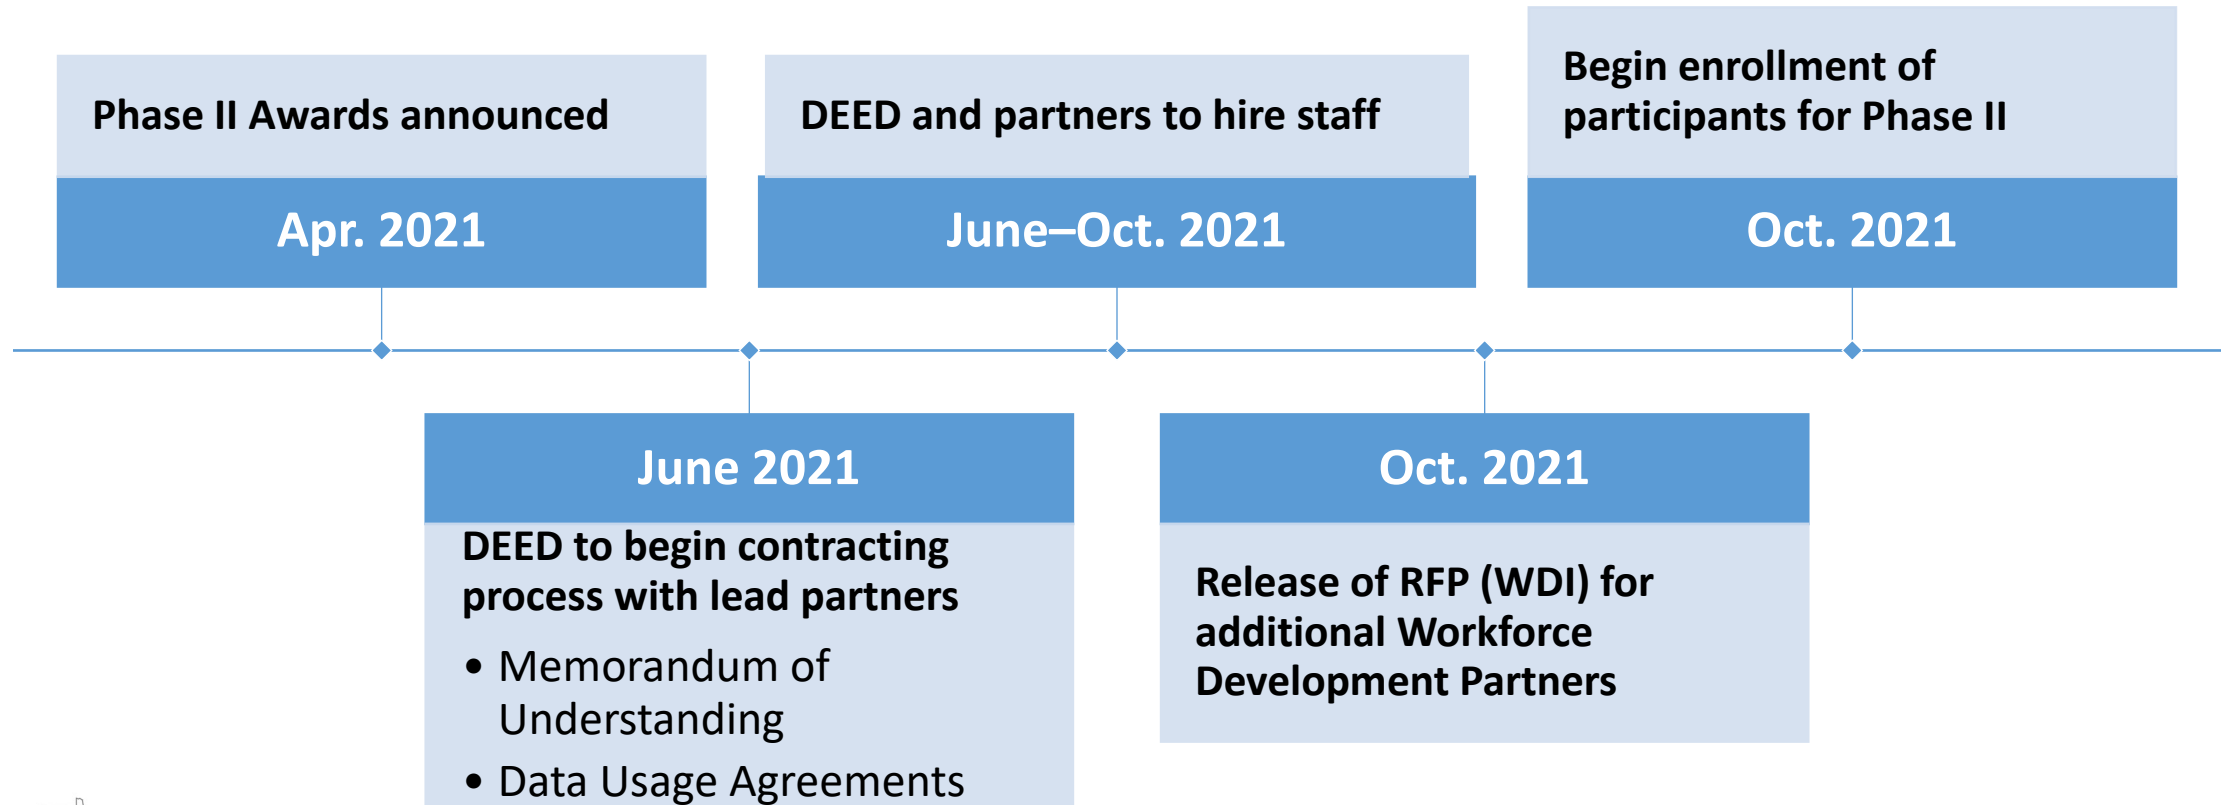 Phase II Awards announced
Apr. 2021
DEED and partners to hire staff
June–Oct. 2021
Begin enrollment of
participants for Phase II
Oct. 2021
June 2021
DEED to begin contracting
process with lead partners
• Memorandum of
Understanding
• Data Usage Agreements
Oct. 2021
Release of RFP (WDI) for
additional Workforce
Development Partners